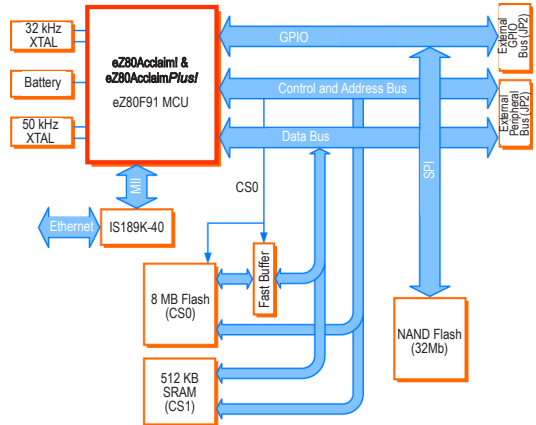 32 kHz
XTAL
Battery
50 kHz
XTAL
eZ80Acclaim! &
eZ80AcclaimPlus!
eZ80F91 MCU
GPIO
Control and Address Bus
Data Bus
External
GPIO
Bus (JP2)
External
Peripheral
Bus (JP2)
SPI
CS0
MII
Ethernet
IS189K-40
Fast Buffer
8 MB Flash
(CS0)
NAND Flash
(32Mb)
512 KB
SRAM
(CS1)